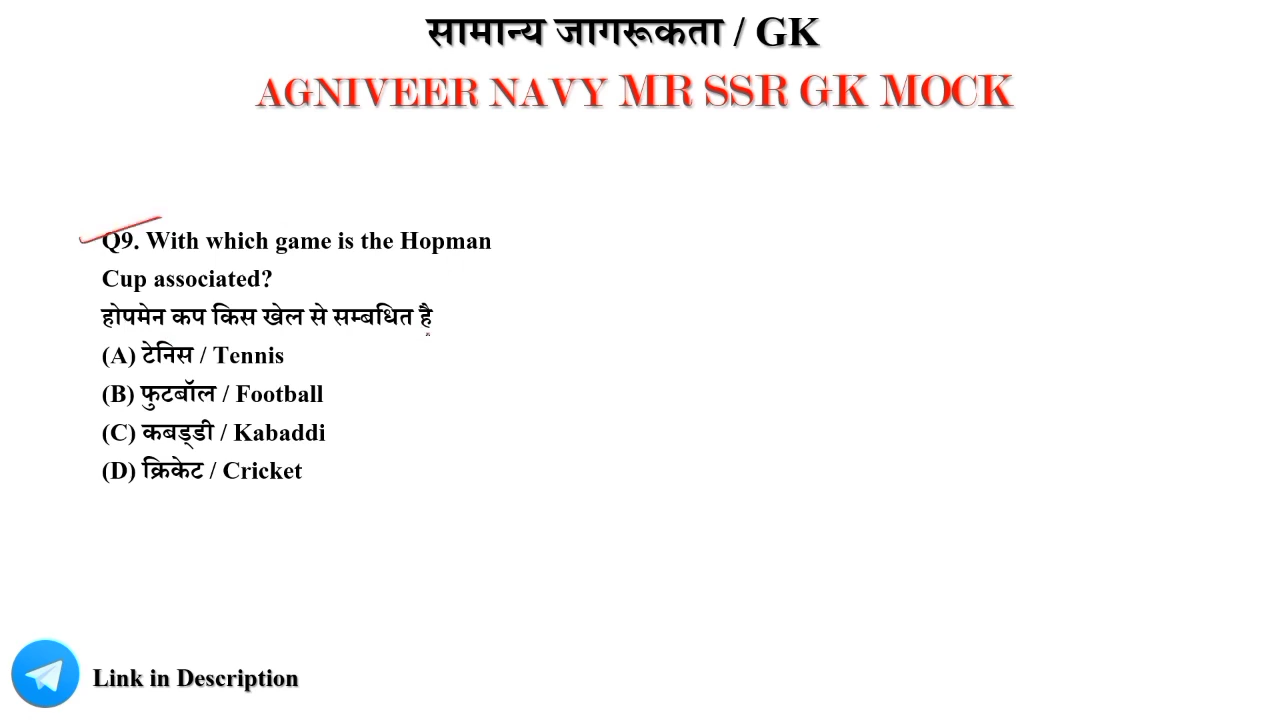 सामान्य जागरूकता / GK
AGNIVEER NAVY MR SSR GK MOCK
Q9. With which game is the Hopman
Cup associated?
होपमेन कप किस खेल से सम्बधित है
(A) टेनिस / Tennis
(B) फुटबॉल / Football
(C) कबड्डी / Kabaddi
(D) क्रिकेट / Cricket
Link in Description